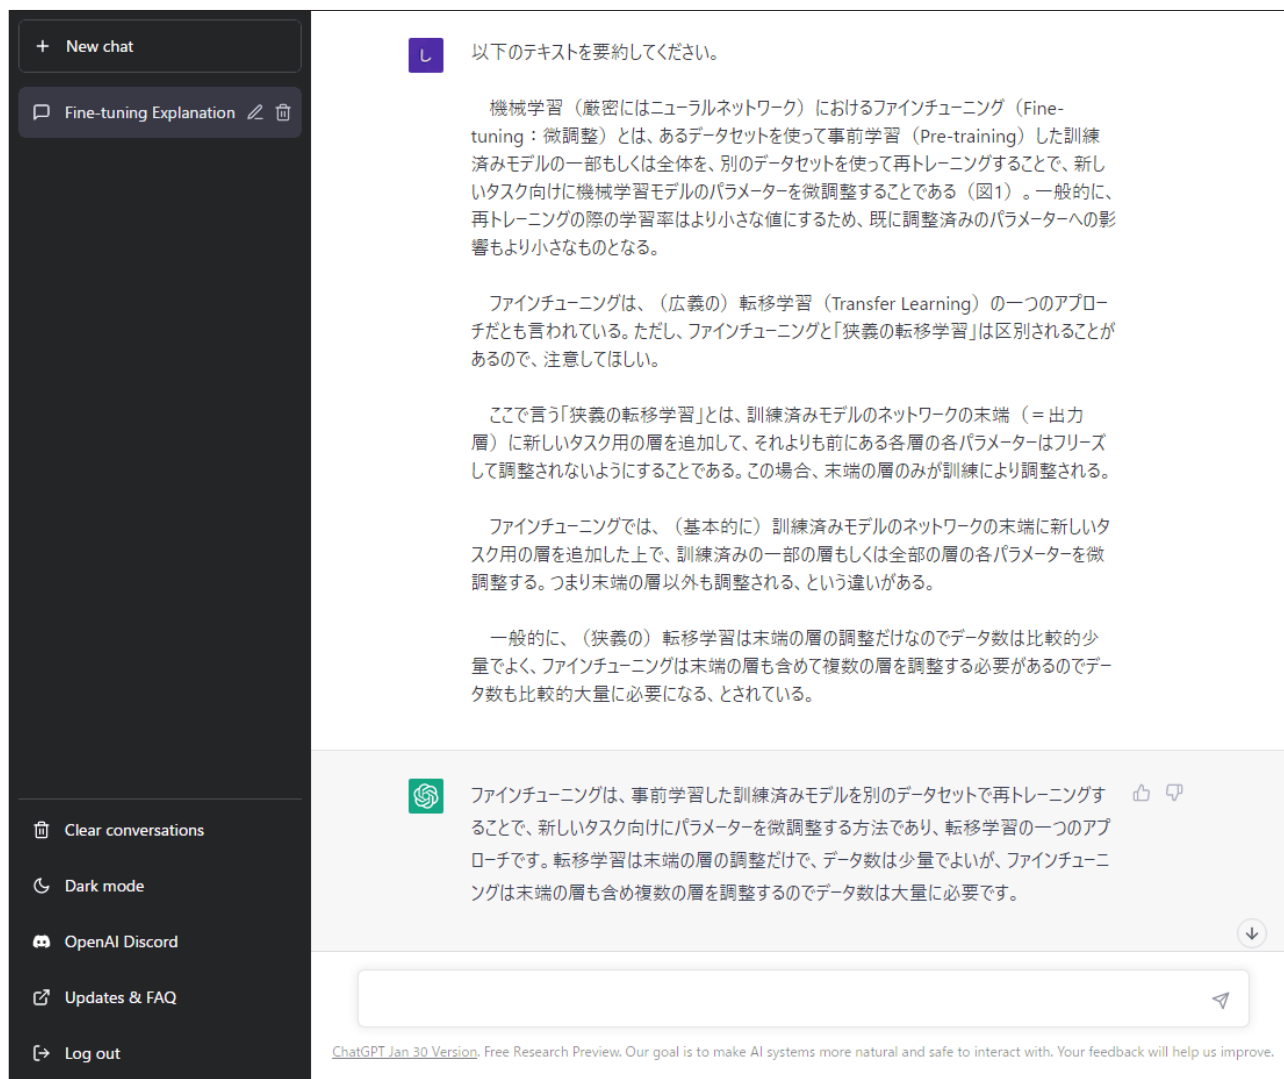 New chat
Fine-tuning Explanation
Clear conversations
Dark mode
OpenAI Discord
Updates & FAQ
Log out
し
以下のテキストを要約してください。
機械学習（厳密にはニューラルネットワーク）におけるファインチューニング（Fine-
tuning：微調整）とは、あるデータセットを使って事前学習（Pre-training）した訓練
済みモデルの一部もしくは全体を、別のデータセットを使って再トレーニングすることで、新し
いタスク向けに機械学習モデルのパラメーターを微調整することである（図1）。一般的に、
再トレーニングの際の学習率はより小さな値にするため、既に調整済みのパラメーターへの影
響もより小さなものとなる。
ファインチューニングは、（広義の）転移学習（Transfer Learning）の一つのアプロー
チだとも言われている。ただし、ファインチューニングと「狭義の転移学習」は区別されることが
あるので、注意してほしい。
ここで言う「狭義の転移学習」とは、訓練済みモデルのネットワークの末端（＝出力
層）に新しいタスク用の層を追加して、それよりも前にある各層の各パラメーターはフリーズ
して調整されないようにすることである。この場合、末端の層のみが訓練により調整される。
ファインチューニングでは、（基本的に）訓練済みモデルのネットワークの末端に新しいタ
スク用の層を追加した上で、訓練済みの一部の層もしくは全部の層の各パラメーターを微
調整する。つまり末端の層以外も調整される、という違いがある。
一般的に、（狭義の）転移学習は末端の層の調整だけなのでデータ数は比較的少
量でよく、ファインチューニングは末端の層も含めて複数の層を調整する必要があるのでデー
タ数も比較的大量に必要になる、とされている。
ファインチューニングは、事前学習した訓練済みモデルを別のデータセットで再トレーニングす
ることで、新しいタスク向けにパラメーターを微調整する方法であり、転移学習の一つのアプ
ローチです。転移学習は末端の層の調整だけで、データ数は少量でよいが、ファインチューニ
ングは末端の層も含め複数の層を調整するのでデータ数は大量に必要です。
ChatGPT Jan 30 Version. Free Research Preview. Our goal is to make AI systems more natural and safe to interact with. Your feedback will help us improve.